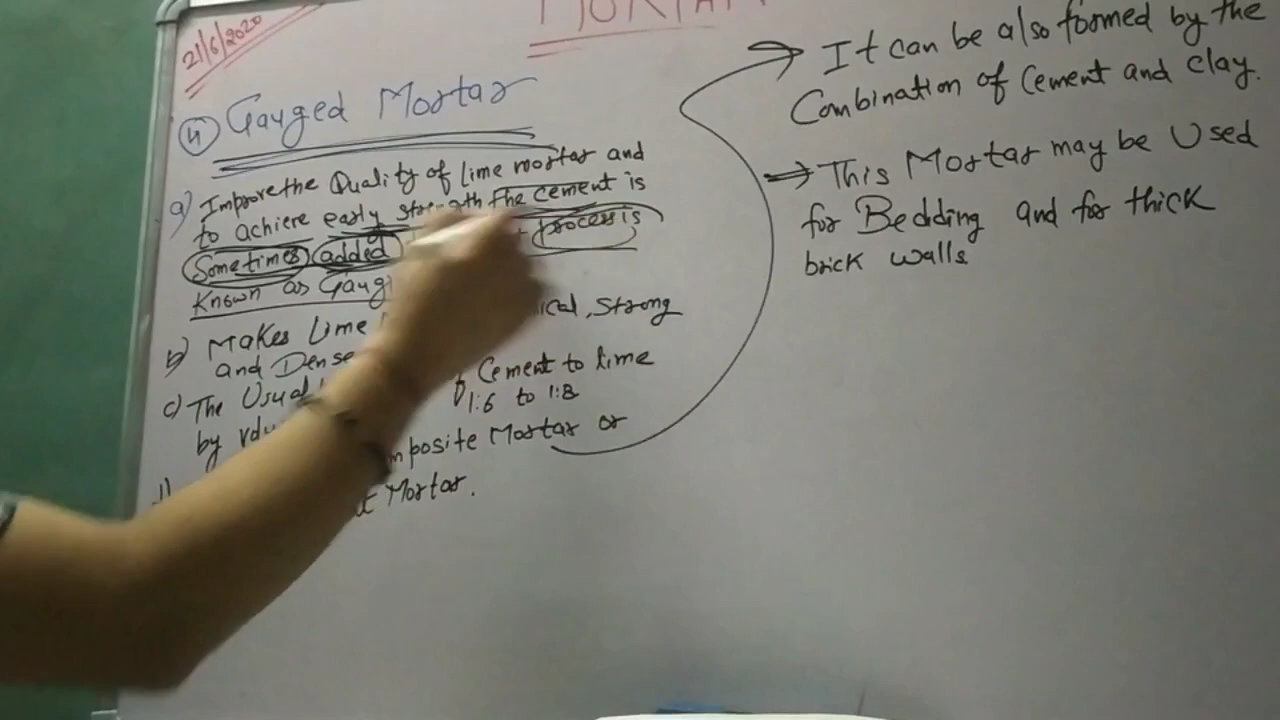 21/6/2020
4) Gauged Mortar
a) Improve the Quality of Lime mortar and
to achieve early strength the cement is
Sometimes added process is
Known as
b) Makes Lime Strong
and Dense
c) The Usual Cement to lime
by 1:6 to 1:8
Mortar or
Mortar.
→ It can be also formed by the
Combination of Cement and clay.
→ This Mortar may be Used
for Bedding and for thick
brick walls